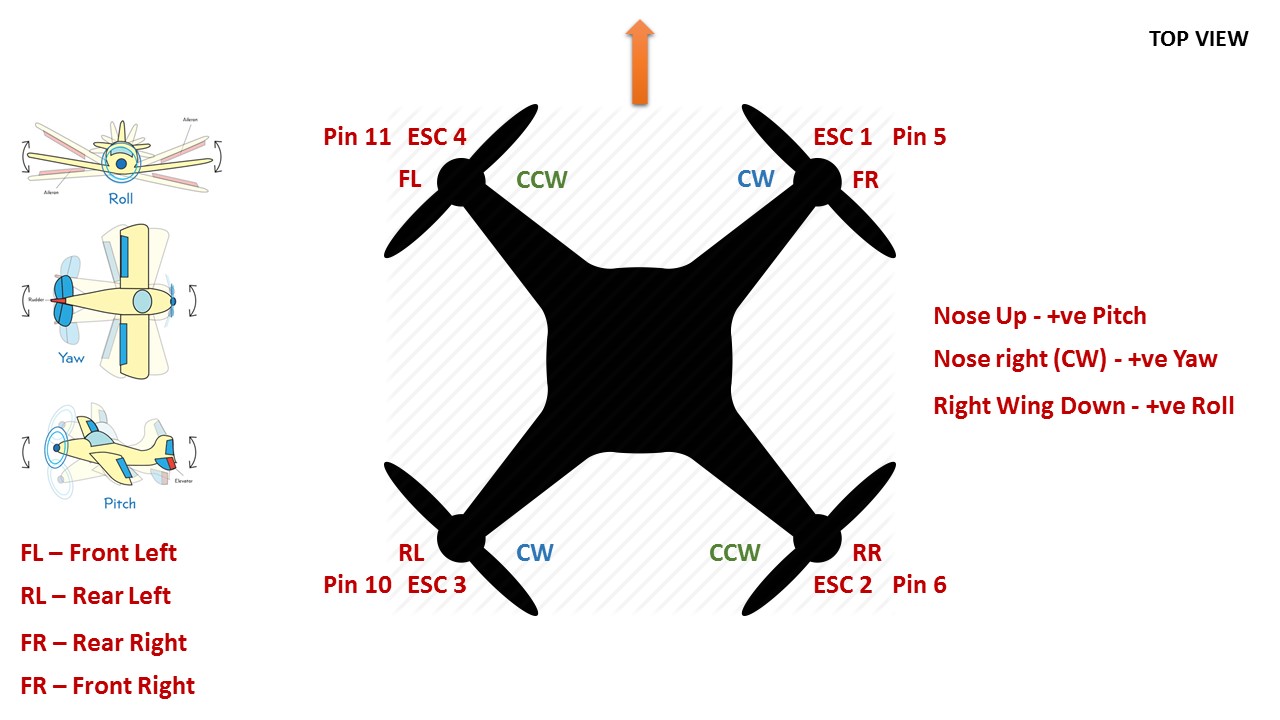 TOP VIEW
Pin 11 ESC 4
ESC 1 Pin 5
FL
CCW
CW
FR
Aileron
Aileron
Roll
Rudder
Yaw
Elevator
Pitch
Nose Up - +ve Pitch
Nose right (CW) - +ve Yaw
Right Wing Down - +ve Roll
RL
CW
CCW
RR
Pin 10 ESC 3
ESC 2 Pin 6
FL – Front Left
RL – Rear Left
FR – Rear Right
FR – Front Right